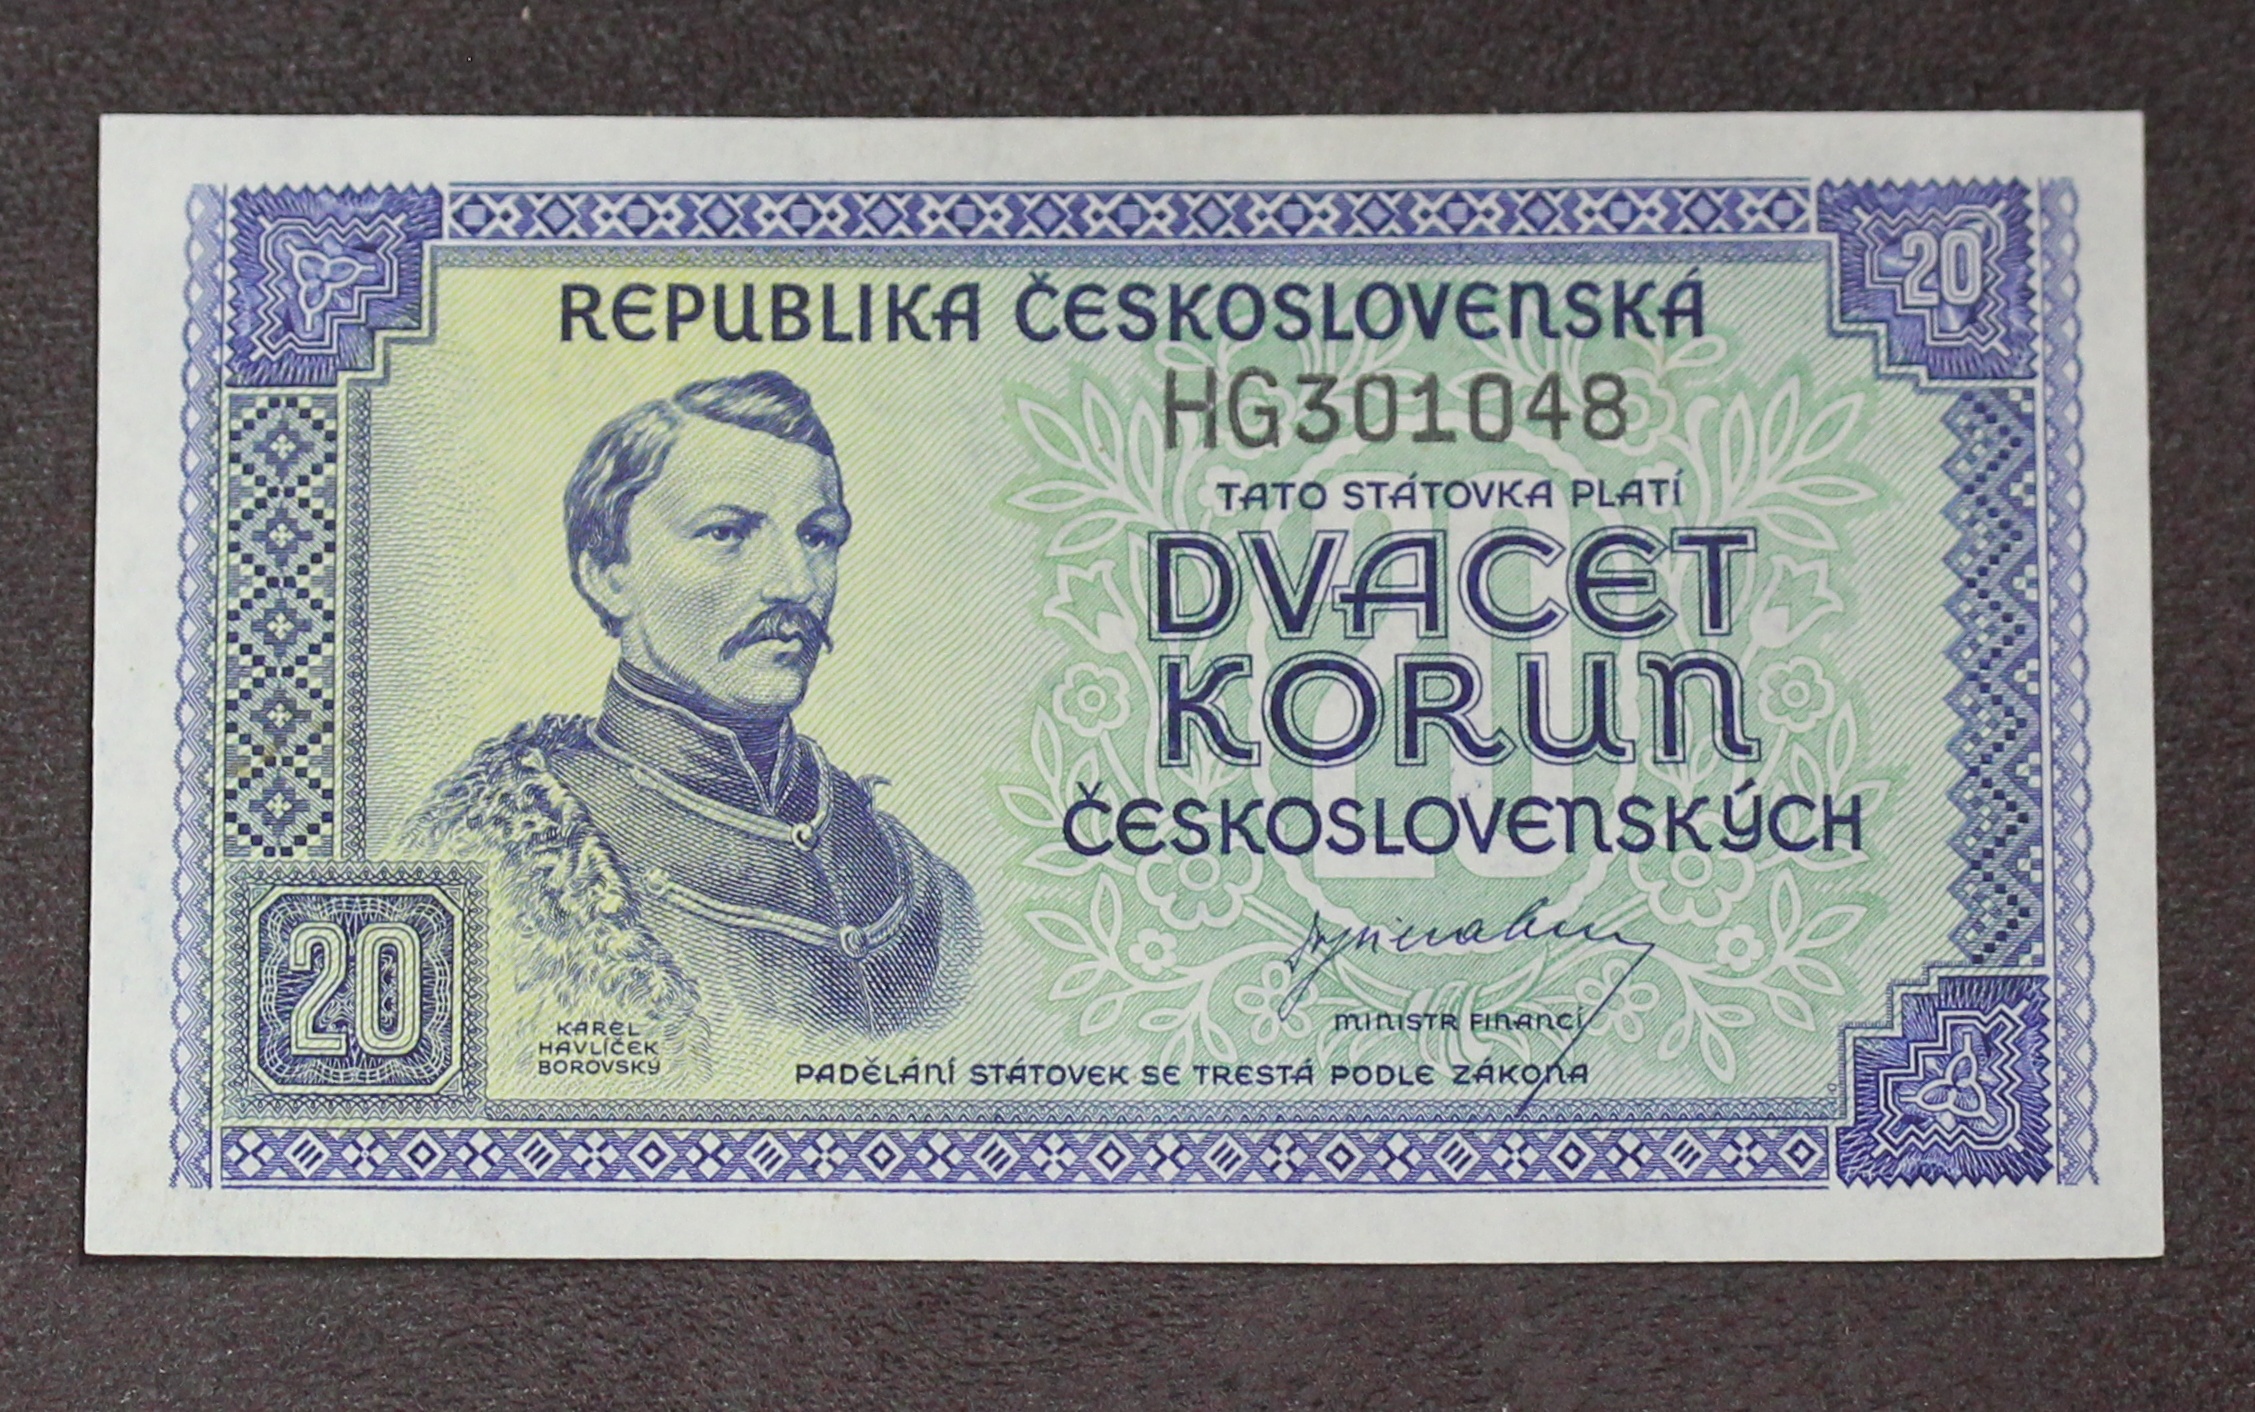 20
REPUBLIKA ČESKOSLOVENSKÁ
HG301048
TATO STÁTOVKA PLATÍ
DVACET
KORUN
ČESKOSLOVENSKÝCH
20
20
MINISTR FINANCÍ
KAREL
HAVLÍČEK
BOROVSKÝ
PADĚLÁNÍ STÁTOVEK SE TRESTÁ PODLE ZÁKONA